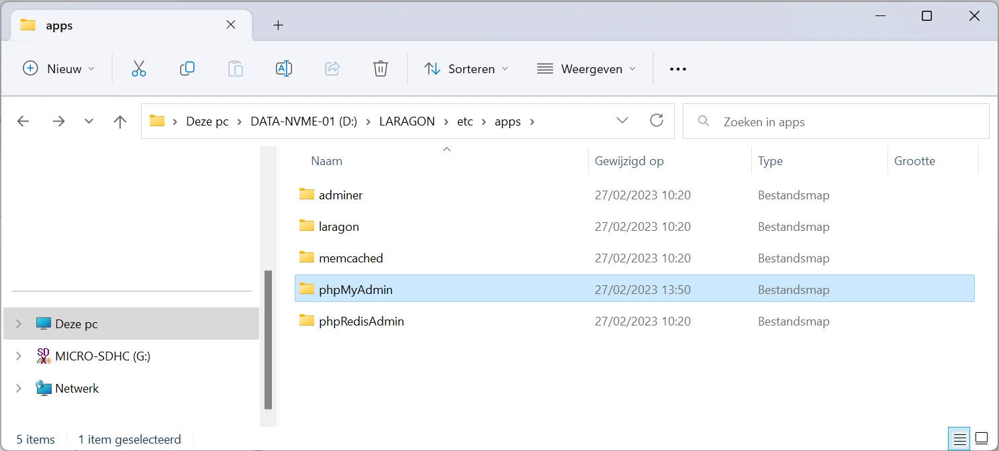 apps
Nieuw Sorteren Weergeven
Deze pc DATA-NVME-01 (D:) LARAGON etc apps Zoeken in apps
Naam Gewijzigd op Type Grootte
adminer 27/02/2023 10:20 Bestandsmap
laragon 27/02/2023 10:20 Bestandsmap
memcached 27/02/2023 10:20 Bestandsmap
phpMyAdmin 27/02/2023 13:50 Bestandsmap
phpRedisAdmin 27/02/2023 10:20 Bestandsmap
Deze pc
SD MICRO-SDHC (G:)
Netwerk
5 items 1 item geselecteerd